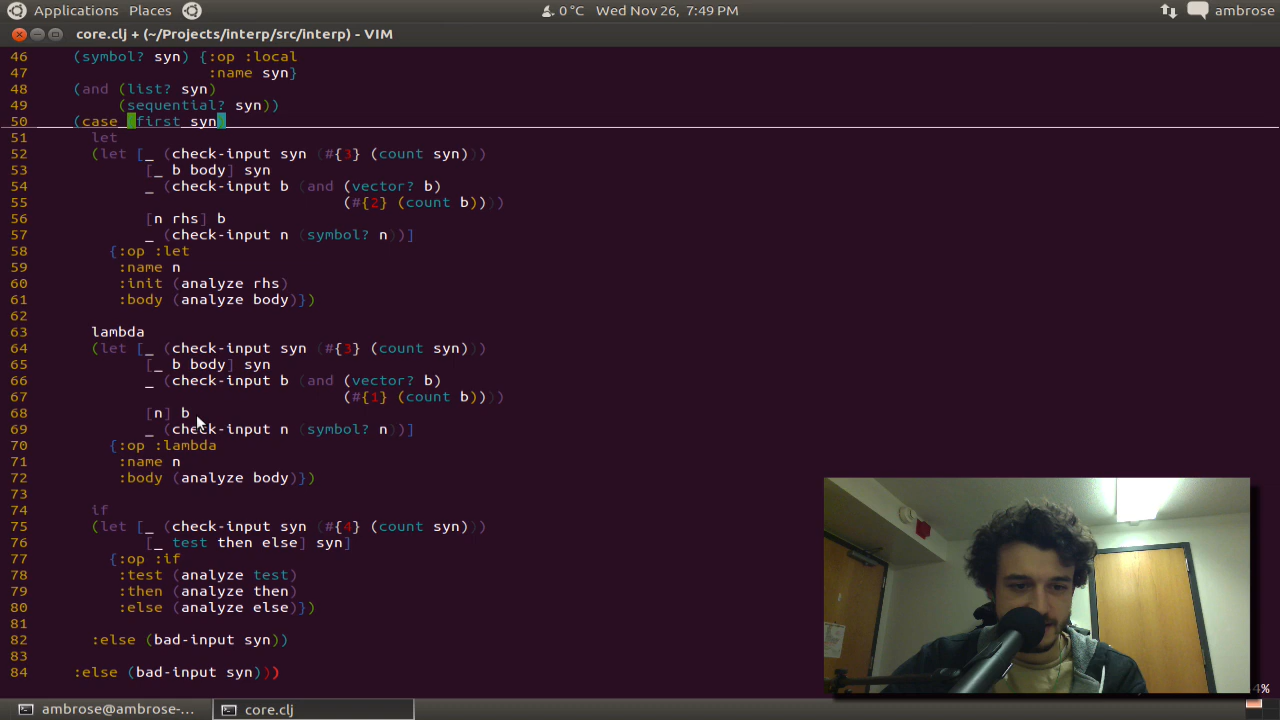 Applications Places 0 °C Wed Nov 26, 7:49 PM ambrose
core.clj + (~/Projects/interp/src/interp) - VIM
46 (symbol? syn) {:op :local
47 :name syn}
48 (and (list? syn)
49 (sequential? syn))
50 (case (first syn)
51 let
52 (let [_ (check-input syn (#{3} (count syn)))
53 [_ b body] syn
54 _ (check-input b (and (vector? b)
55 (#{2} (count b))))
56 [n rhs] b
57 _ (check-input n (symbol? n))]
58 {:op :let
59 :name n
60 :init (analyze rhs)
61 :body (analyze body)})
62
63 lambda
64 (let [_ (check-input syn (#{3} (count syn)))
65 [_ b body] syn
66 _ (check-input b (and (vector? b)
67 (#{1} (count b))))
68 [n] b
69 _ (check-input n (symbol? n))]
70 {:op :lambda
71 :name n
72 :body (analyze body)})
73
74 if
75 (let [_ (check-input syn (#{4} (count syn)))
76 [_ test then else] syn]
77 {:op :if
78 :test (analyze test)
79 :then (analyze then)
80 :else (analyze else)})
81
82 :else (bad-input syn))
83
84 :else (bad-input syn)))
ambrose@ambrose-... core.clj